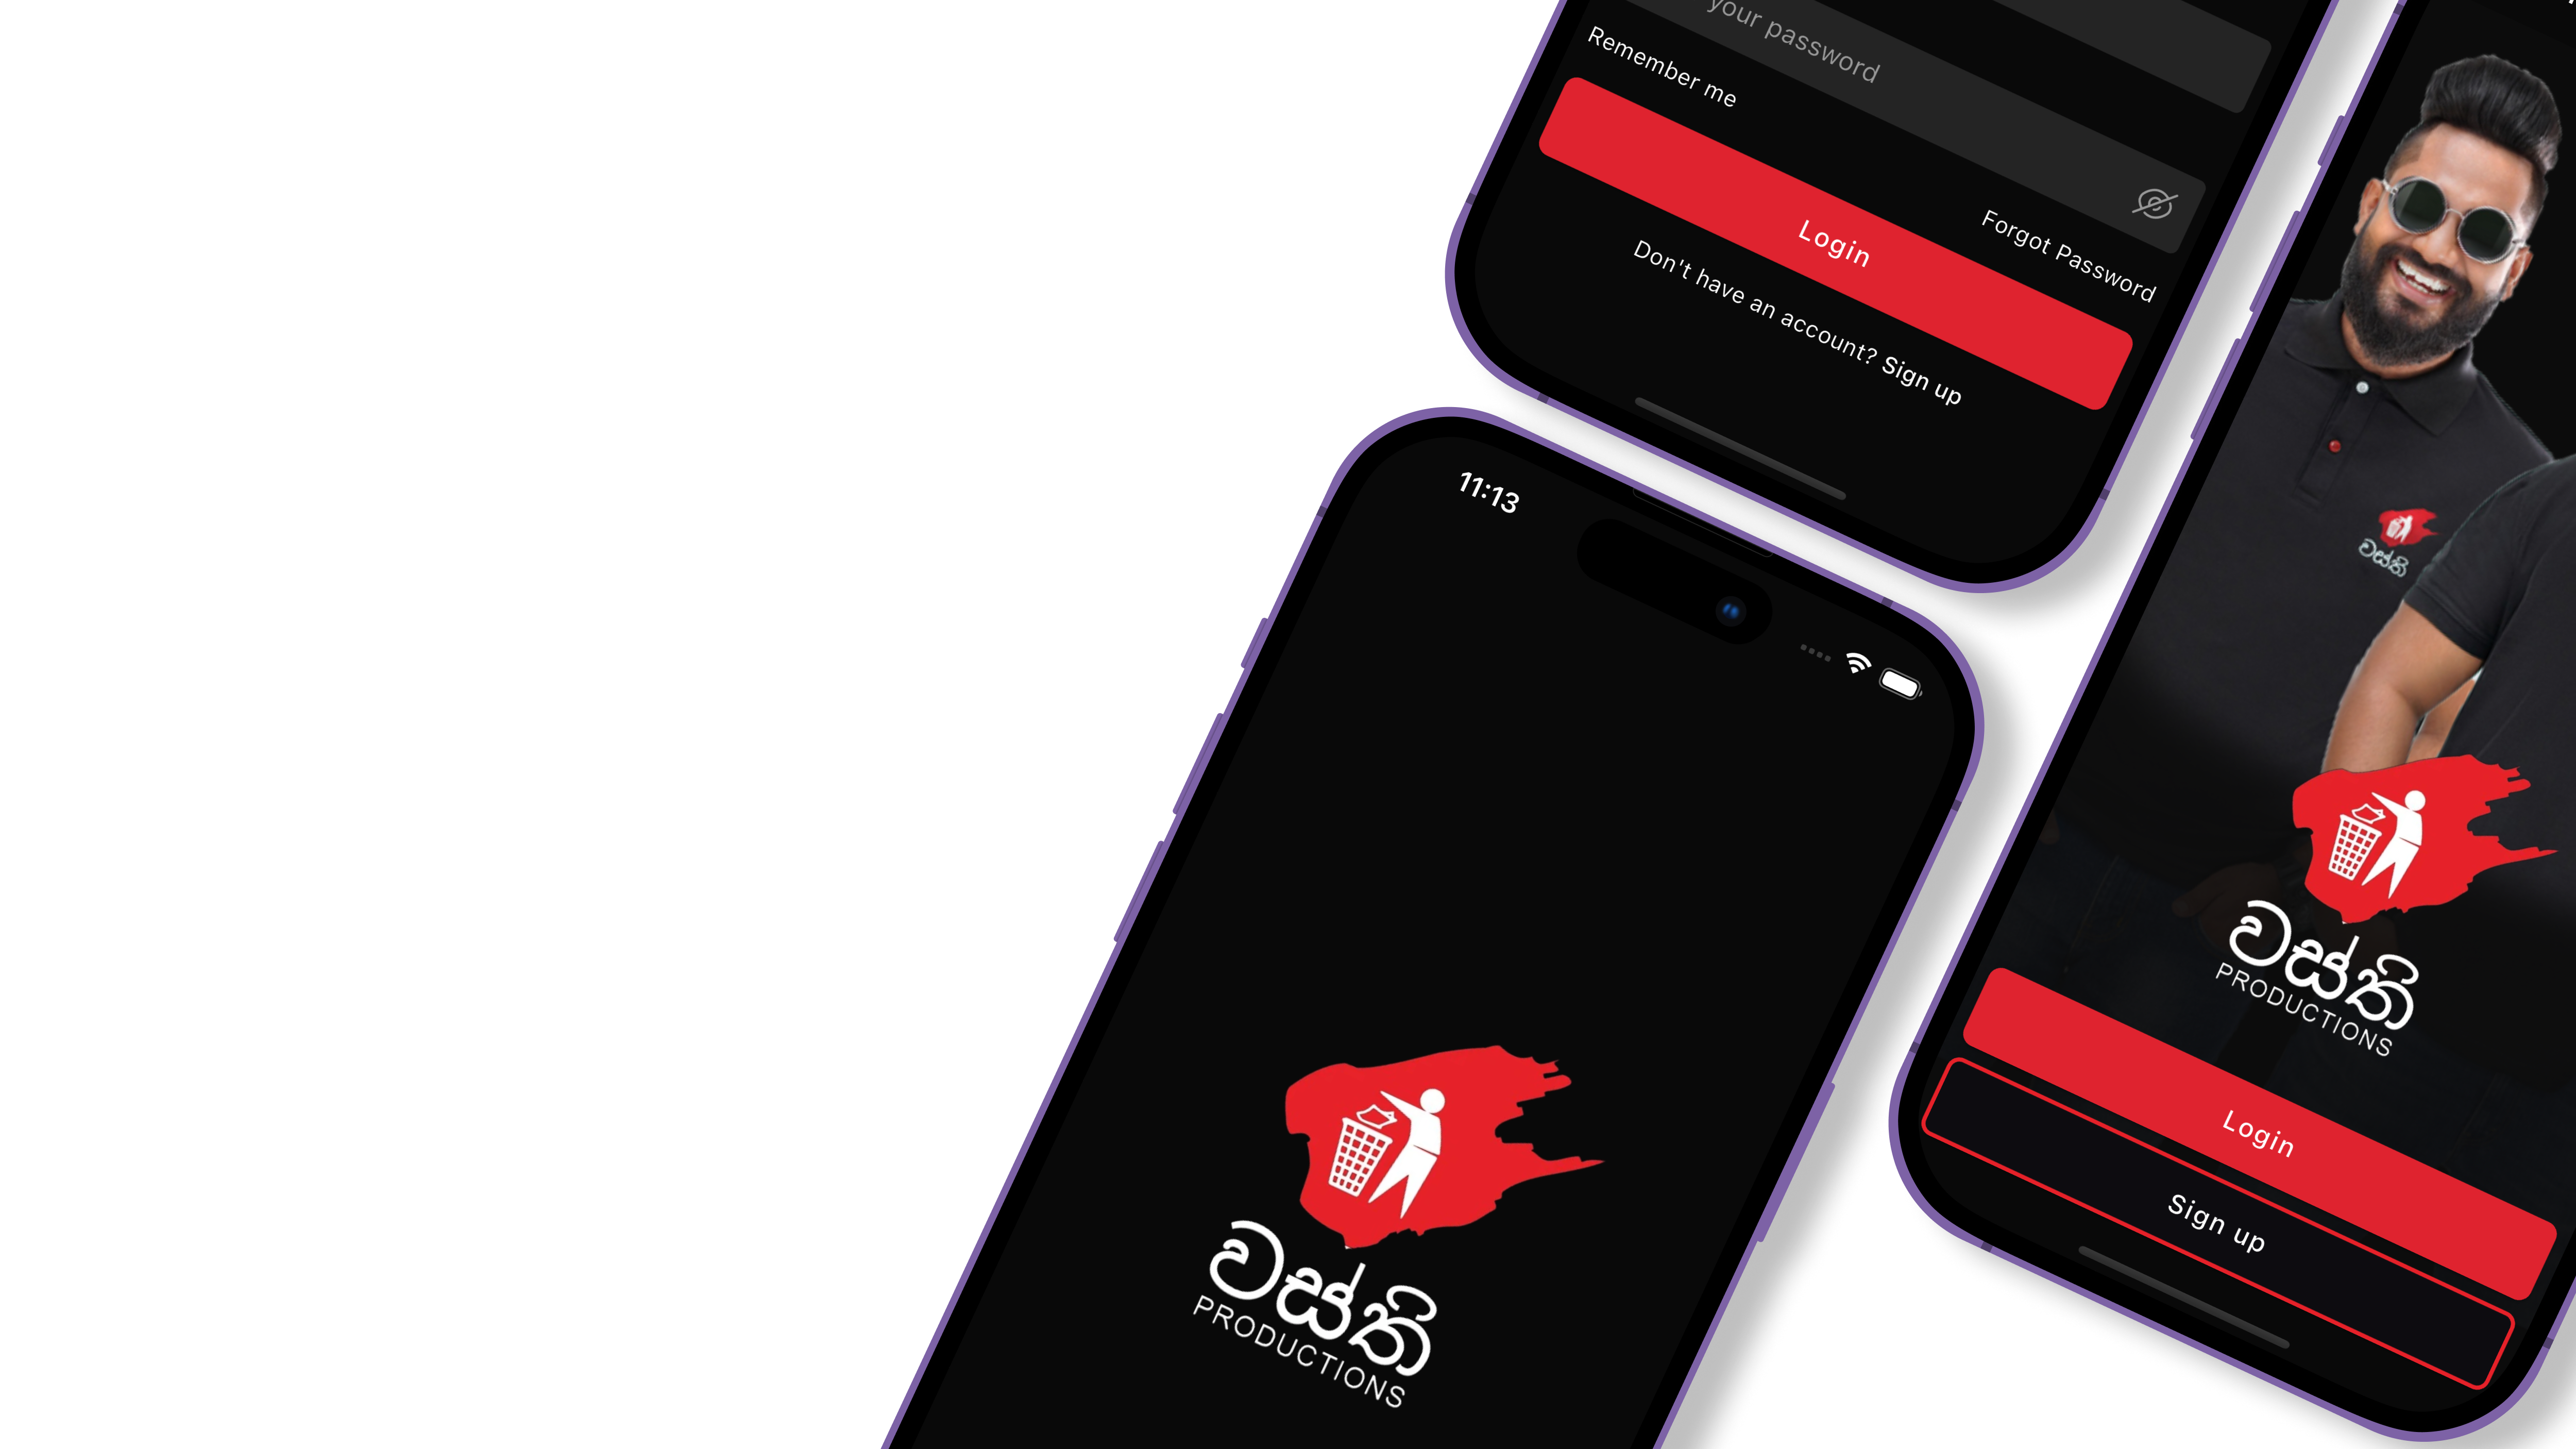 your password
Remember me
Forgot Password
Login
Don't have an account? Sign up
11:13
වස්ති
PRODUCTIONS
වස්ති
වස්ති
PRODUCTIONS
Login
Sign up